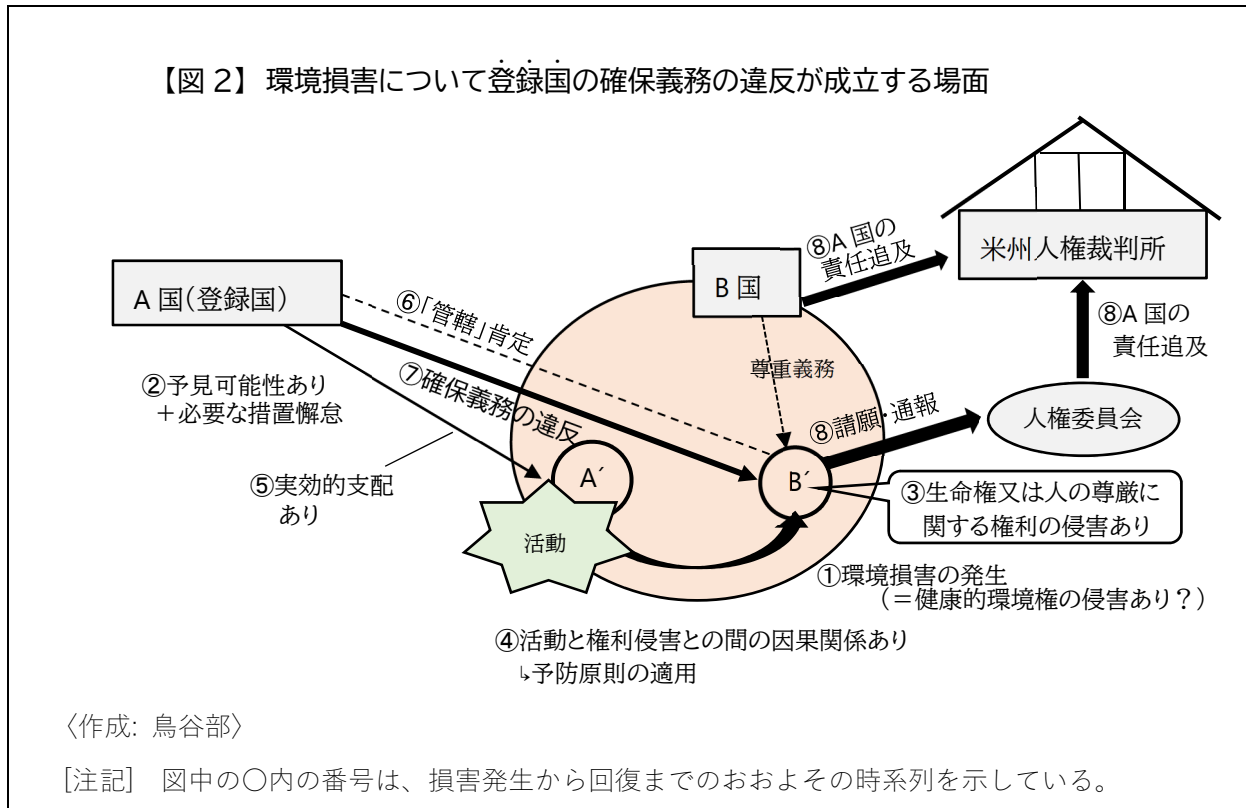 【図 2】 環境損害について登録国の確保義務の違反が成立する場面
米州人権裁判所
⑧A 国の
責任追及
B 国
A 国(登録国)
⑥「管轄」肯定
⑧A 国の
責任追及
尊重義務
⑦確保義務の違反
②予見可能性あり
＋必要な措置解怠
⑧請願・通報
人権委員会
⑤実効的支配
あり
A´
B´
③生命権又は人の尊厳に
関する権利の侵害あり
活動
①環境損害の発生
(＝健康的環境権の侵害あり？)
④活動と権利侵害との間の因果関係あり
↳予防原則の適用
〈作成: 鳥谷部〉
[注記] 図中の〇内の番号は、損害発生から回復までのおおよその時系列を示している。